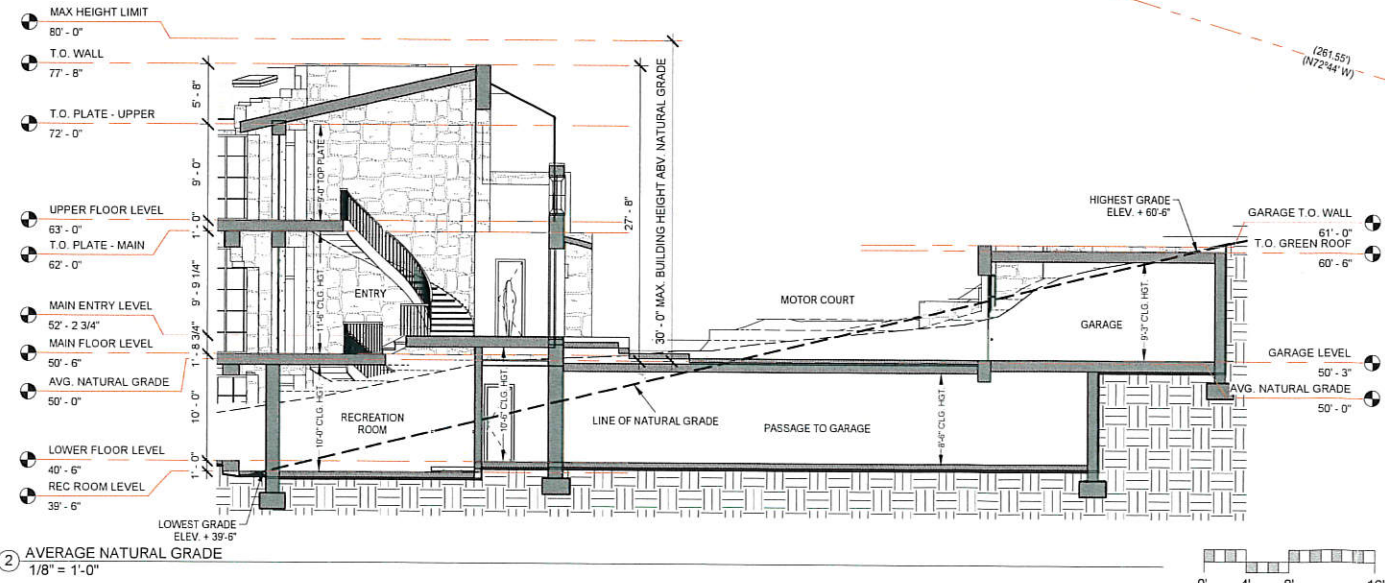 MAX HEIGHT LIMIT
80' - 0"
T.O. WALL
77' - 8"
T.O. PLATE - UPPER
72' - 0"
UPPER FLOOR LEVEL
63' - 0"
T.O. PLATE - MAIN
62' - 0"
MAIN ENTRY LEVEL
52' - 2 3/4"
MAIN FLOOR LEVEL
50' - 6"
AVG. NATURAL GRADE
50' - 0"
LOWER FLOOR LEVEL
40' - 6"
REC ROOM LEVEL
39' - 6"
5' - 8"
9' - 0"
1' - 0"
9' - 9 1/4"
1' - 8 3/4"
10' - 0"
1' - 0"
9'-0" TOP PLATE
11'-6" CLG. HGT.
10'-0" CLG. HGT.
10'-6" CLG. HGT.
ENTRY
RECREATION
ROOM
27' - 8"
30' - 0" MAX. BUILDING HEIGHT ABV. NATURAL GRADE
LINE OF NATURAL GRADE
MOTOR COURT
PASSAGE TO GARAGE
8'-6" CLG. HGT.
GARAGE
9'-3" CLG. HGT.
HIGHEST GRADE
ELEV. + 60'-6"
(261.55')
(N72°44' W)
GARAGE T.O. WALL
61' - 0"
T.O. GREEN ROOF
60' - 6"
GARAGE LEVEL
50' - 3"
AVG. NATURAL GRADE
50' - 0"
LOWEST GRADE
ELEV. + 39'-6"
2 AVERAGE NATURAL GRADE
1/8" = 1'-0"
0' 4' 8' 16'